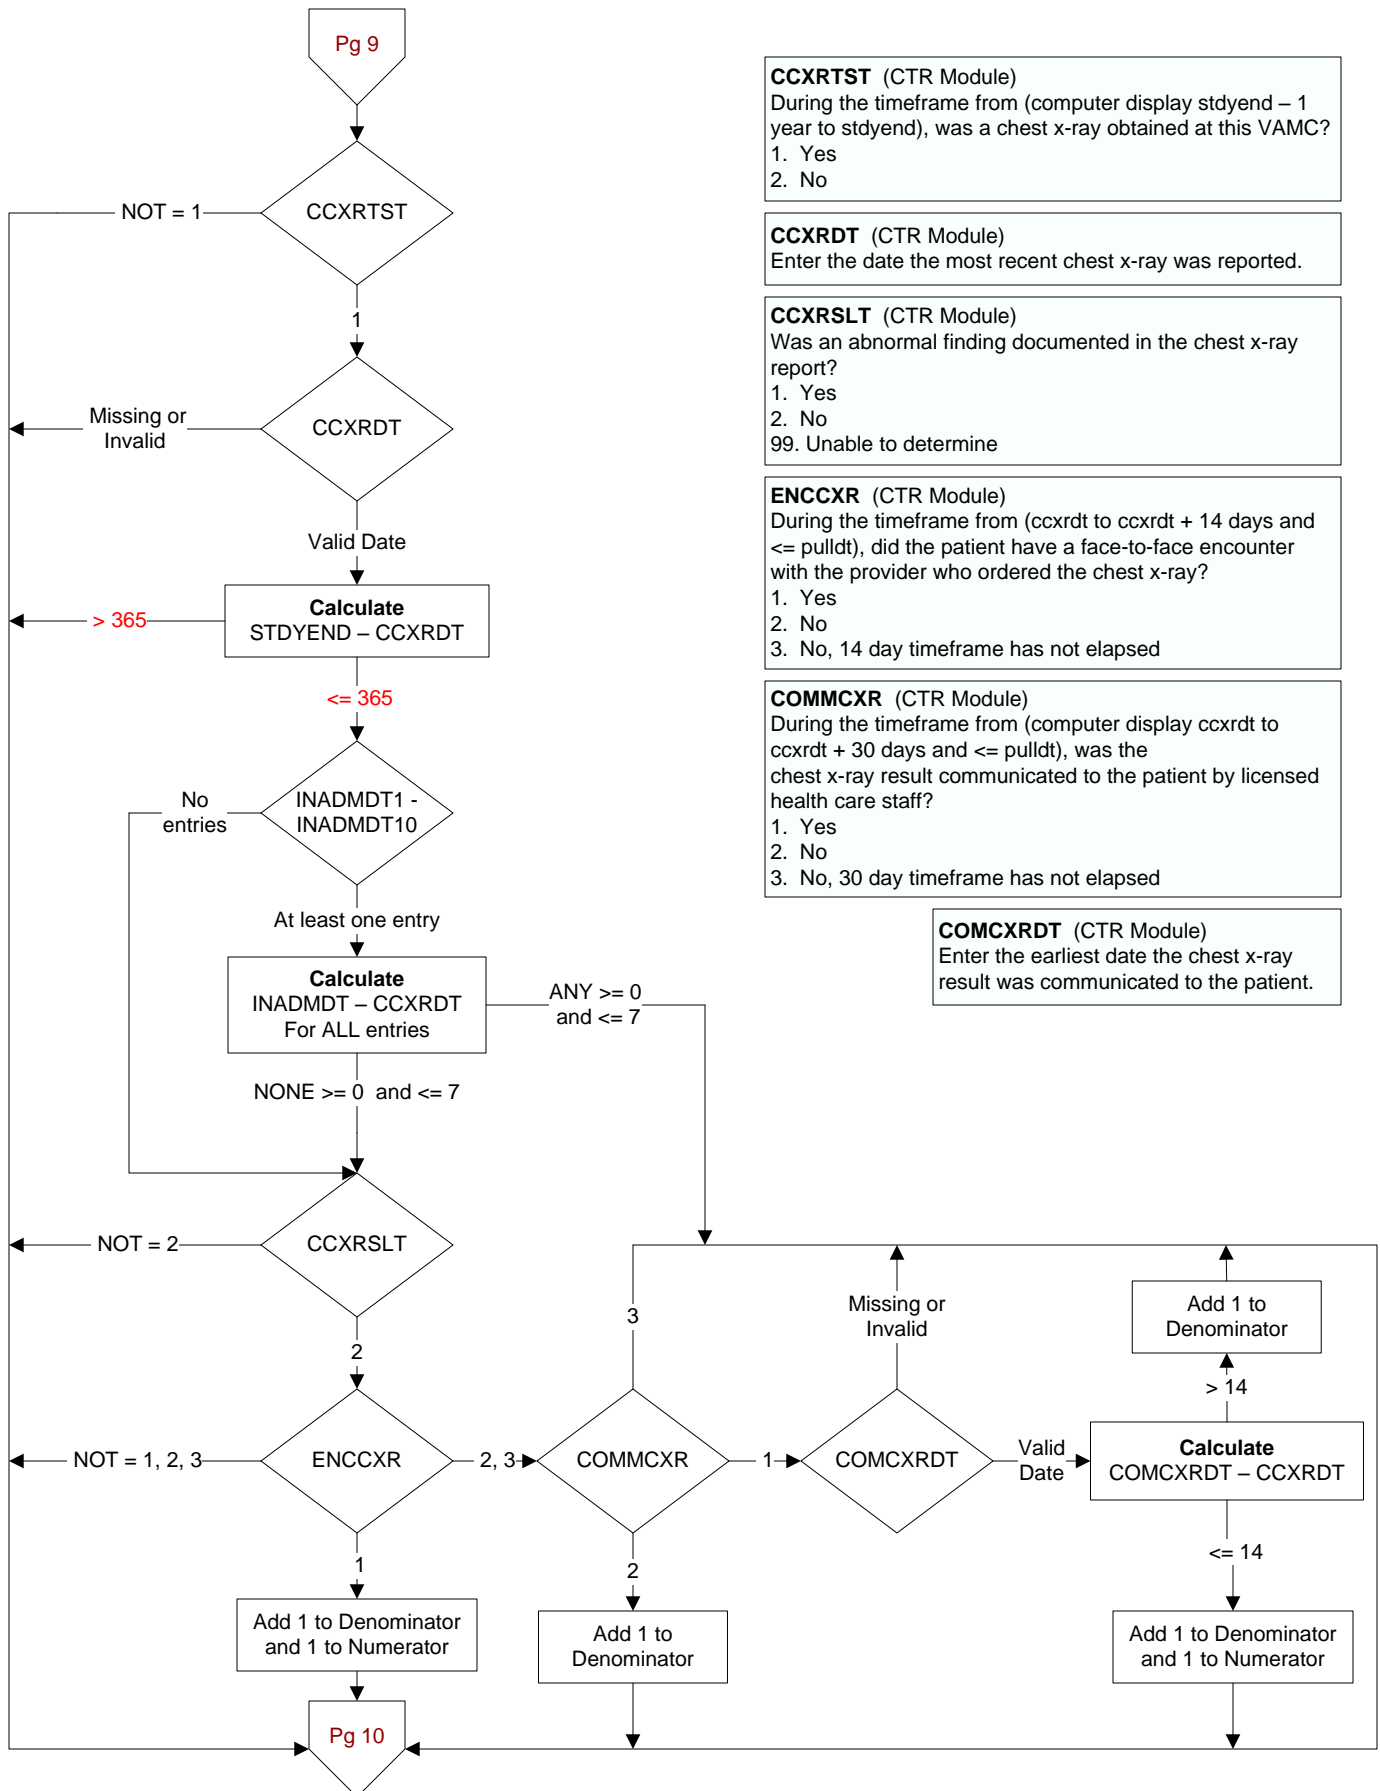 Pg 9
CCXRTST (CTR Module)
During the timeframe from (computer display stdyend – 1
year to stdyend), was a chest x-ray obtained at this VAMC?
1. Yes
2. No
NOT = 1
CCXRTST
CCXRDT (CTR Module)
Enter the date the most recent chest x-ray was reported.
1
CCXRSLT (CTR Module)
Was an abnormal finding documented in the chest x-ray
report?
1. Yes
2. No
99. Unable to determine
Missing or
Invalid
CCXRDT
ENCCXR (CTR Module)
During the timeframe from (ccxrdt to ccxrdt + 14 days and
<= pulldt), did the patient have a face-to-face encounter
with the provider who ordered the chest x-ray?
1. Yes
2. No
3. No, 14 day timeframe has not elapsed
Valid Date
Calculate
STDYEND – CCXRDT
> 365
<= 365
COMMCXR (CTR Module)
During the timeframe from (computer display ccxrdt to
ccxrdt + 30 days and <= pulldt), was the
chest x-ray result communicated to the patient by licensed
health care staff?
1. Yes
2. No
3. No, 30 day timeframe has not elapsed
No
entries
INADMDT1 -
INADMDT10
At least one entry
COMCXRDT (CTR Module)
Enter the earliest date the chest x-ray
result was communicated to the patient.
Calculate
INADMDT – CCXRDT
For ALL entries
ANY >= 0
and <= 7
NONE >= 0 and <= 7
NOT = 2
CCXRSLT
2
3
Missing or
Invalid
Add 1 to
Denominator
> 14
NOT = 1, 2, 3
ENCCXR
2, 3
COMMCXR
1
COMCXRDT
Valid
Date
Calculate
COMCXRDT – CCXRDT
1
2
<= 14
Add 1 to Denominator
and 1 to Numerator
Add 1 to
Denominator
Add 1 to Denominator
and 1 to Numerator
Pg 10